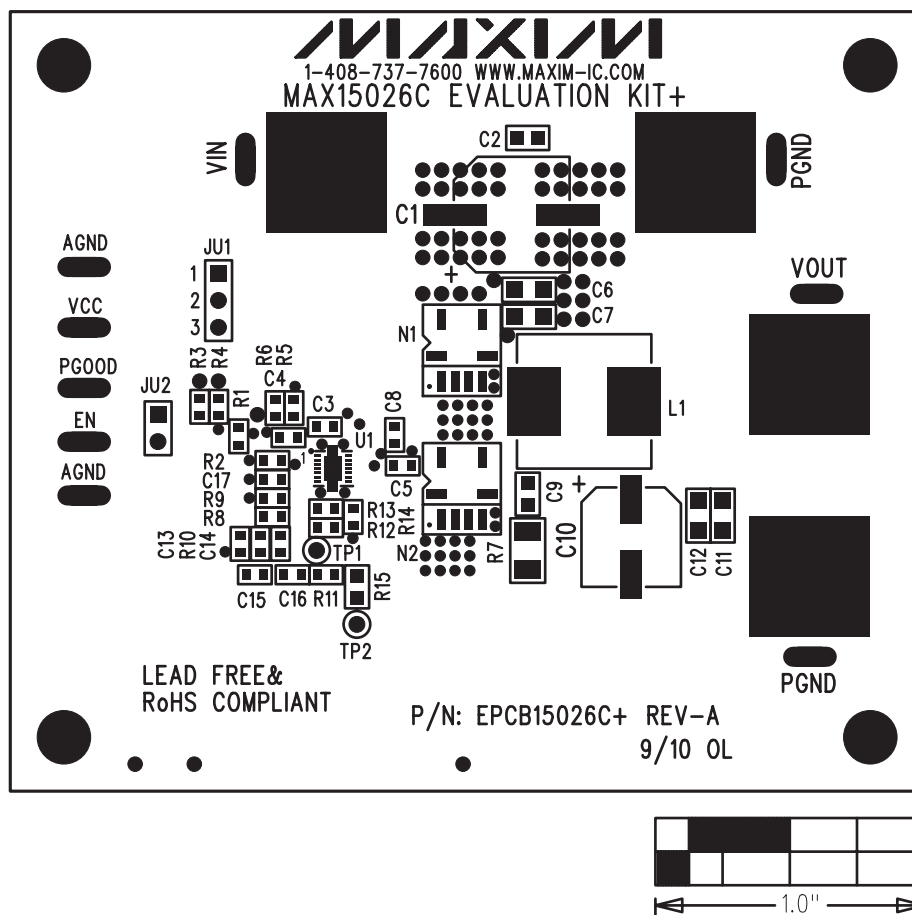 MAXIM
1-408-737-7600 WWW.MAXIM-IC.COM
MAX15026C EVALUATION KIT+
C2
VIN
PGND
C1
AGND
JU1
1
2
3
+
VOUT
C6
C7
VCC
N1
PGOOD
R3
R4
R6
R5
C4
JU2
R1
C3
C8
L1
EN
U1
1
R2
C5
AGND
C17
R9
R8
C9
+
C10
R13
R12
R14
C13
R10
C14
TP1
N2
R7
C12
C11
C15
C16
R11
R15
TP2
PGND
LEAD FREE&
RoHS COMPLIANT
P/N: EPCB15026C+ REV-A
9/10 OL
1.0"